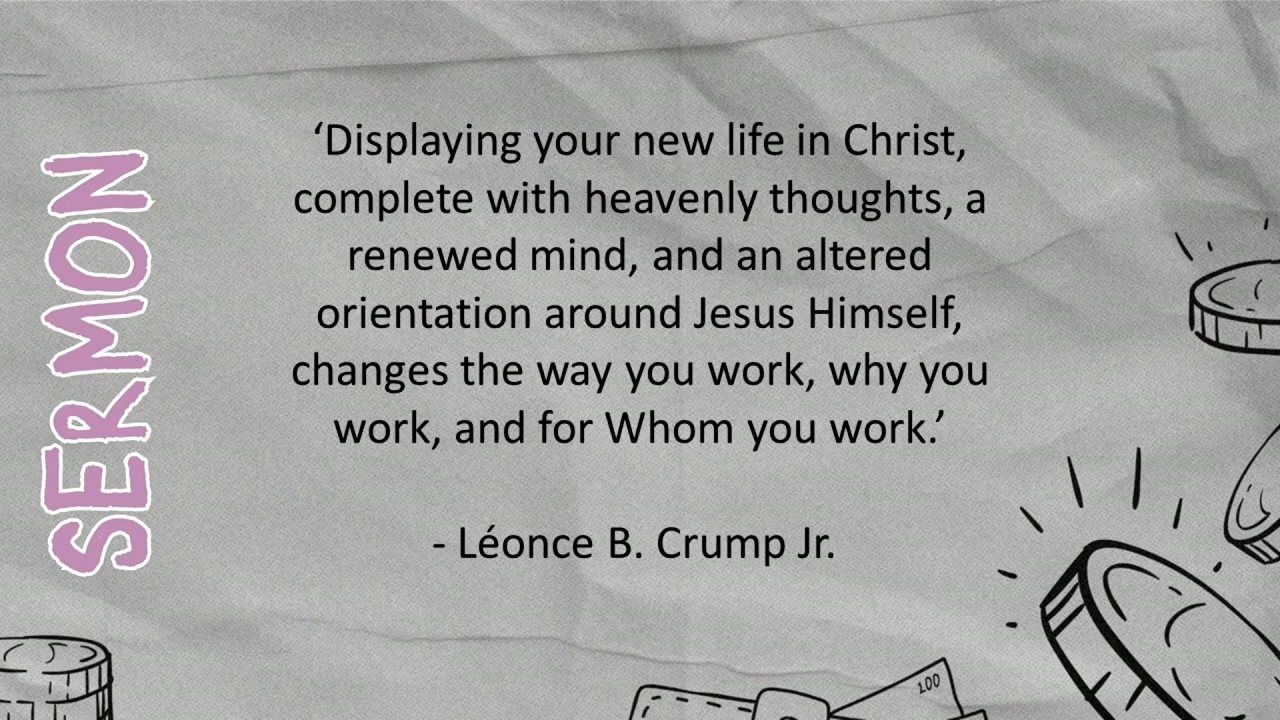 SERMON
‘Displaying your new life in Christ,
complete with heavenly thoughts, a
renewed mind, and an altered
orientation around Jesus Himself,
changes the way you work, why you
work, and for Whom you work.’
- Léonce B. Crump Jr.
100